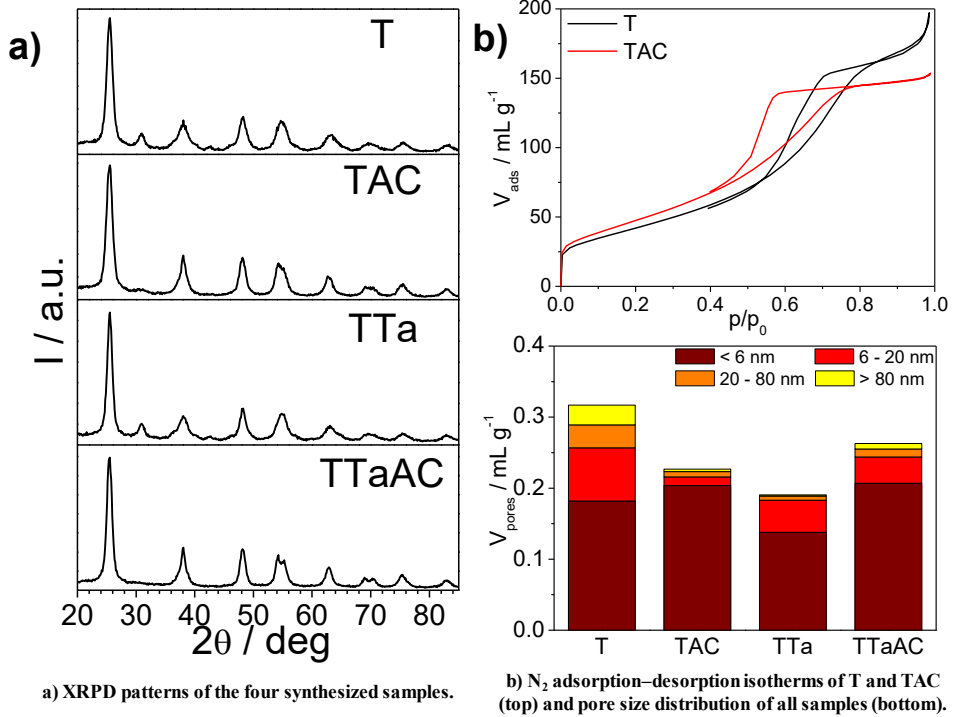 a)
T
TAC
TTa
TTaAC
I / a.u.
20 30 40 50 60 70 80
2θ / deg
a) XRPD patterns of the four synthesized samples.
b)
T
TAC
200
150
100
50
0
V_ads / mL g⁻¹
0.0 0.2 0.4 0.6 0.8 1.0
p/p₀
< 6 nm
6 - 20 nm
20 - 80 nm
> 80 nm
0.4
0.3
0.2
0.1
0.0
V_pores / mL g⁻¹
T TAC TTa TTaAC
b) N₂ adsorption–desorption isotherms of T and TAC
(top) and pore size distribution of all samples (bottom).